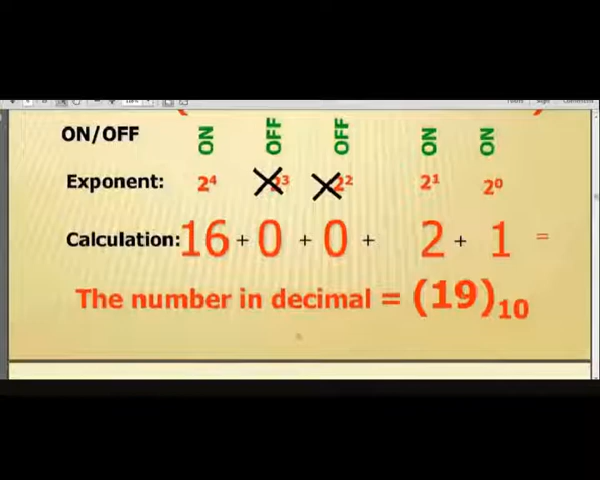 ON/OFF ON OFF OFF ON ON
Exponent: 2⁴ 2³ 2² 2¹ 2⁰
Calculation: 16 + 0 + 0 + 2 + 1 =
The number in decimal = (19)₁₀